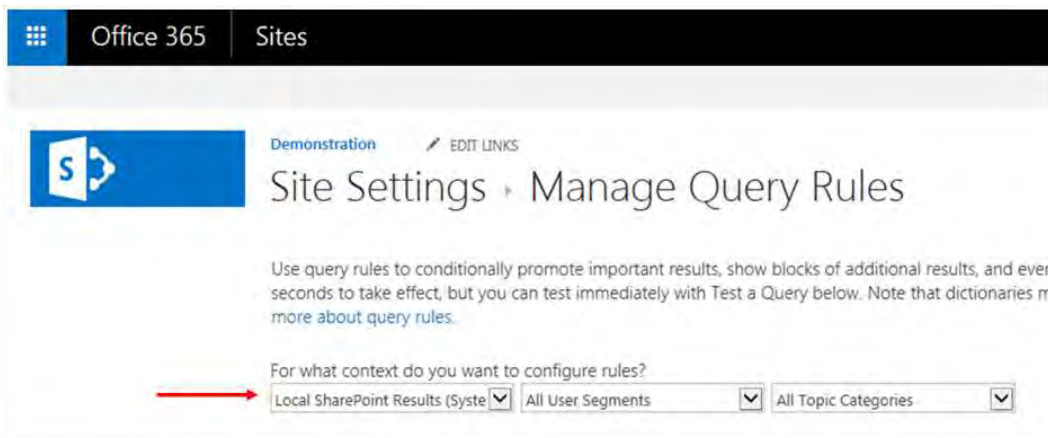 Office 365 Sites
Demonstration EDIT LINKS
S
Site Settings Manage Query Rules
Use query rules to conditionally promote important results, show blocks of additional results, and ever
seconds to take effect, but you can test immediately with Test a Query below. Note that dictionaries m
more about query rules.
For what context do you want to configure rules?
Local SharePoint Results (Syste All User Segments All Topic Categories